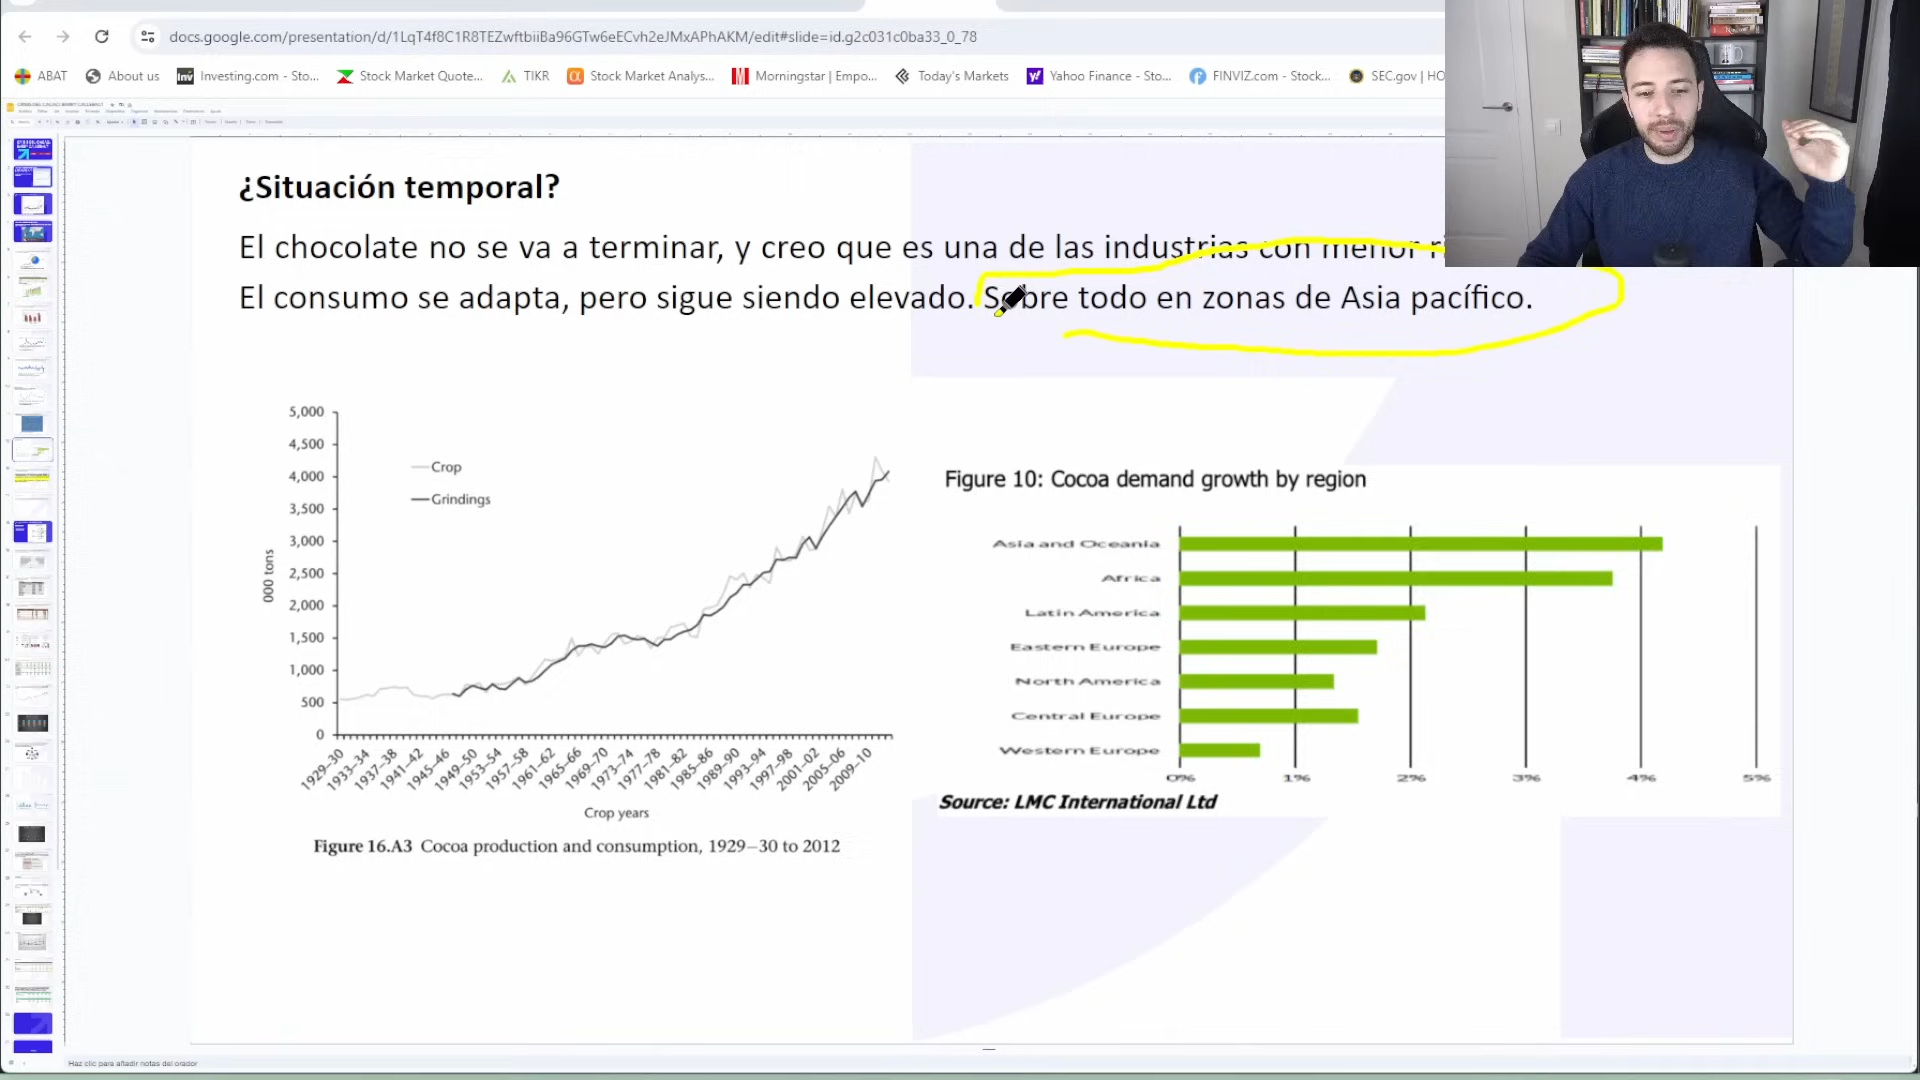 docs.google.com/presentation/d/1LqT4f8C1R8TEZwftbiiBa96GTw6eECvh2eJMxAPhAKM/edit#slide=id.g2c031c0ba33_0_78
ABAT About us Investing.com - Sto... Stock Market Quote... TIKR Stock Market Analys... Morningstar | Empo... Today's Markets Yahoo Finance - Sto... FINVIZ.com - Stock... SEC.gov | HO
¿Situación temporal?
El chocolate no se va a terminar, y creo que es una de las industrias con menor
El consumo se adapta, pero sigue siendo elevado. Sobre todo en zonas de Asia pacífico.
5,000
4,500
4,000
3,500
3,000
2,500
2,000
1,500
1,000
500
0
000 tons
Crop
Grindings
1929–30 1933–34 1937–38 1941–42 1945–46 1949–50 1953–54 1957–58 1961–62 1965–66 1969–70 1973–74 1977–78 1981–82 1985–86 1989–90 1993–94 1997–98 2001–02 2005–06 2009–10
Crop years
Figure 16.A3 Cocoa production and consumption, 1929–30 to 2012
Figure 10: Cocoa demand growth by region
Asia and Oceania
Africa
Latin America
Eastern Europe
North America
Central Europe
Western Europe
0% 1% 2% 3% 4% 5%
Source: LMC International Ltd
Haz clic para añadir notas del orador